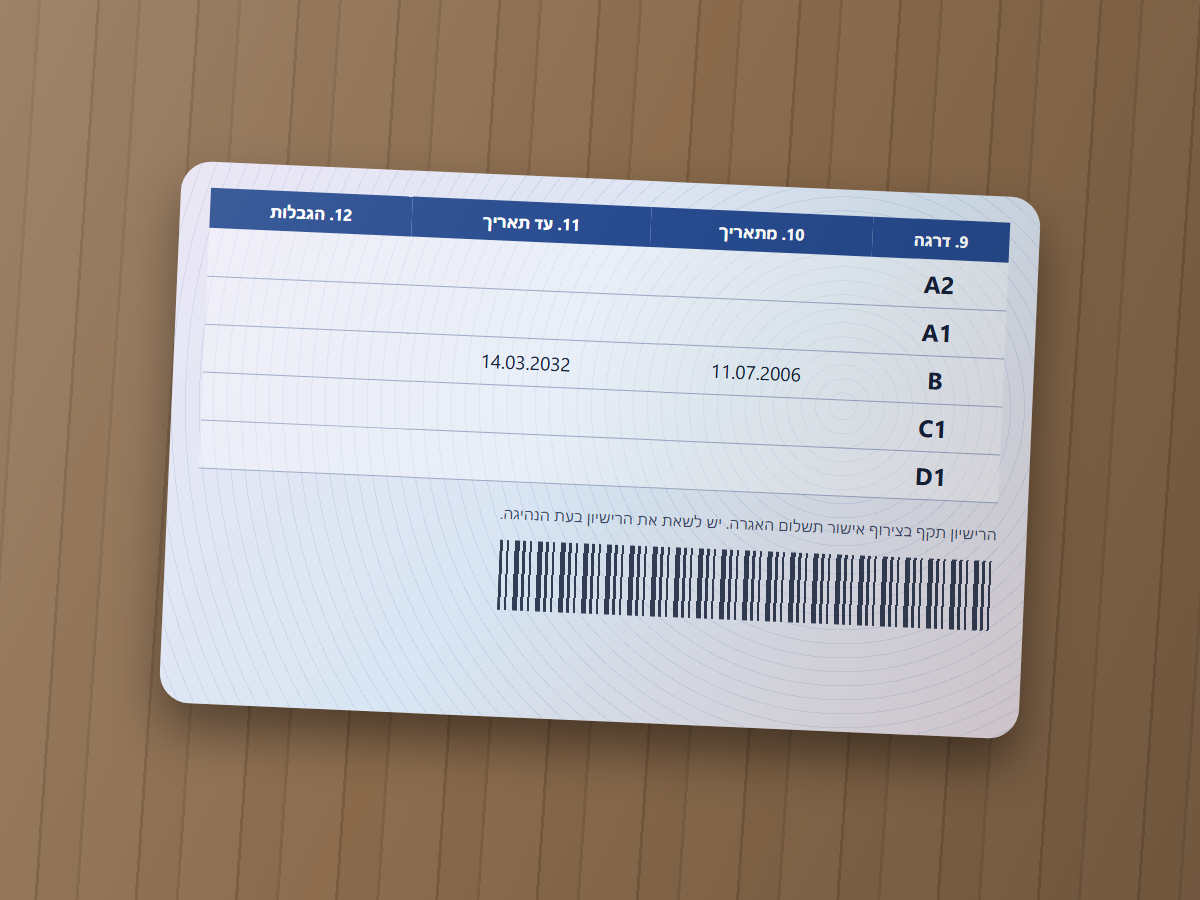 9. דרגה 10. מתאריך 11. עד תאריך 12. הגבלות
A2
A1
B 11.07.2006 14.03.2032
C1
D1
הרישיון תקף בצירוף אישור תשלום האגרה. יש לשאת את הרישיון בעת הנהיגה.